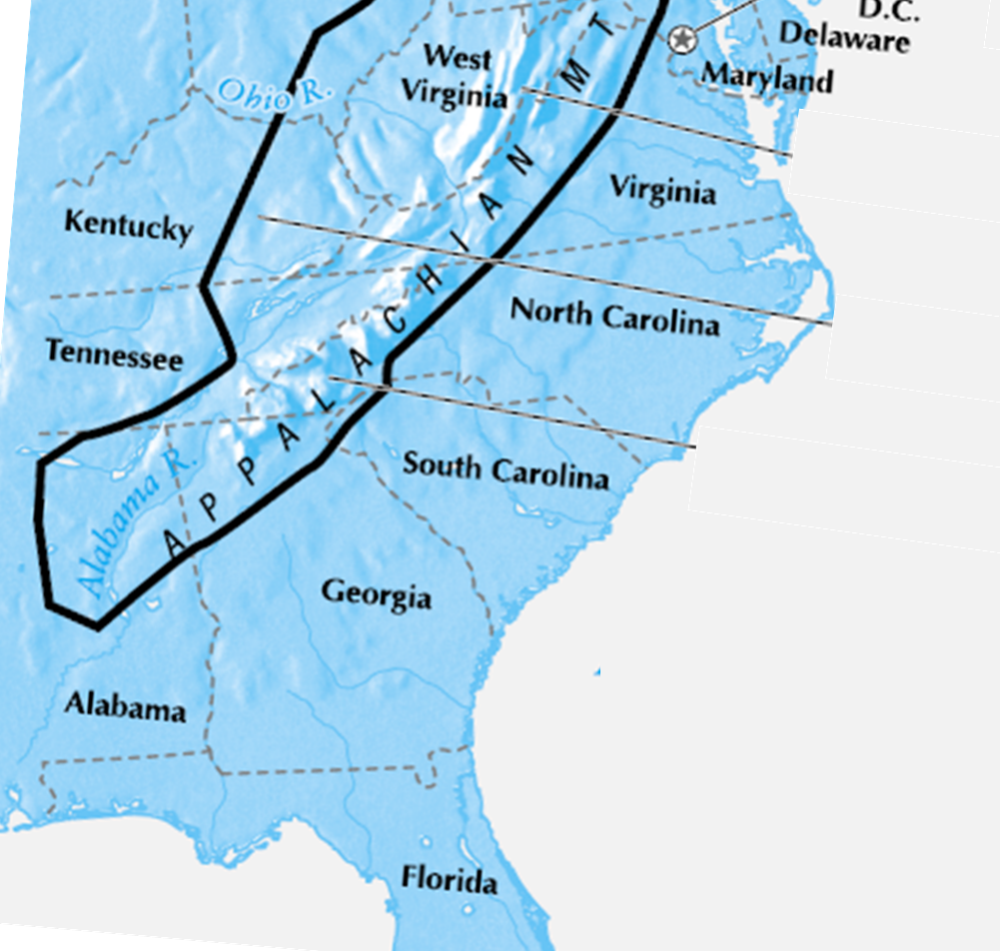 D.C.
Delaware
Maryland
West
Virginia
Ohio R.
Virginia
Kentucky
North Carolina
Tennessee
APPALACHIAN MT
South Carolina
Alabama R.
Georgia
Alabama
Florida